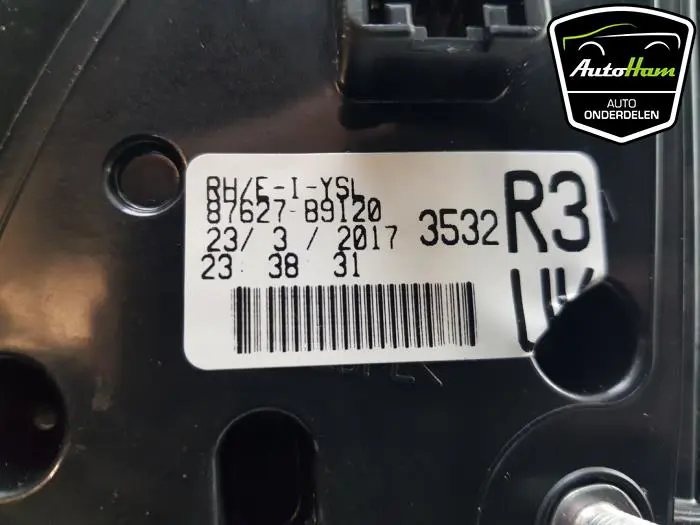 AutoHam
AUTO
ONDERDELEN
RH/E-I-YSL
87627-B9120
23/ 3 / 2017 3532 R3
23 38 31